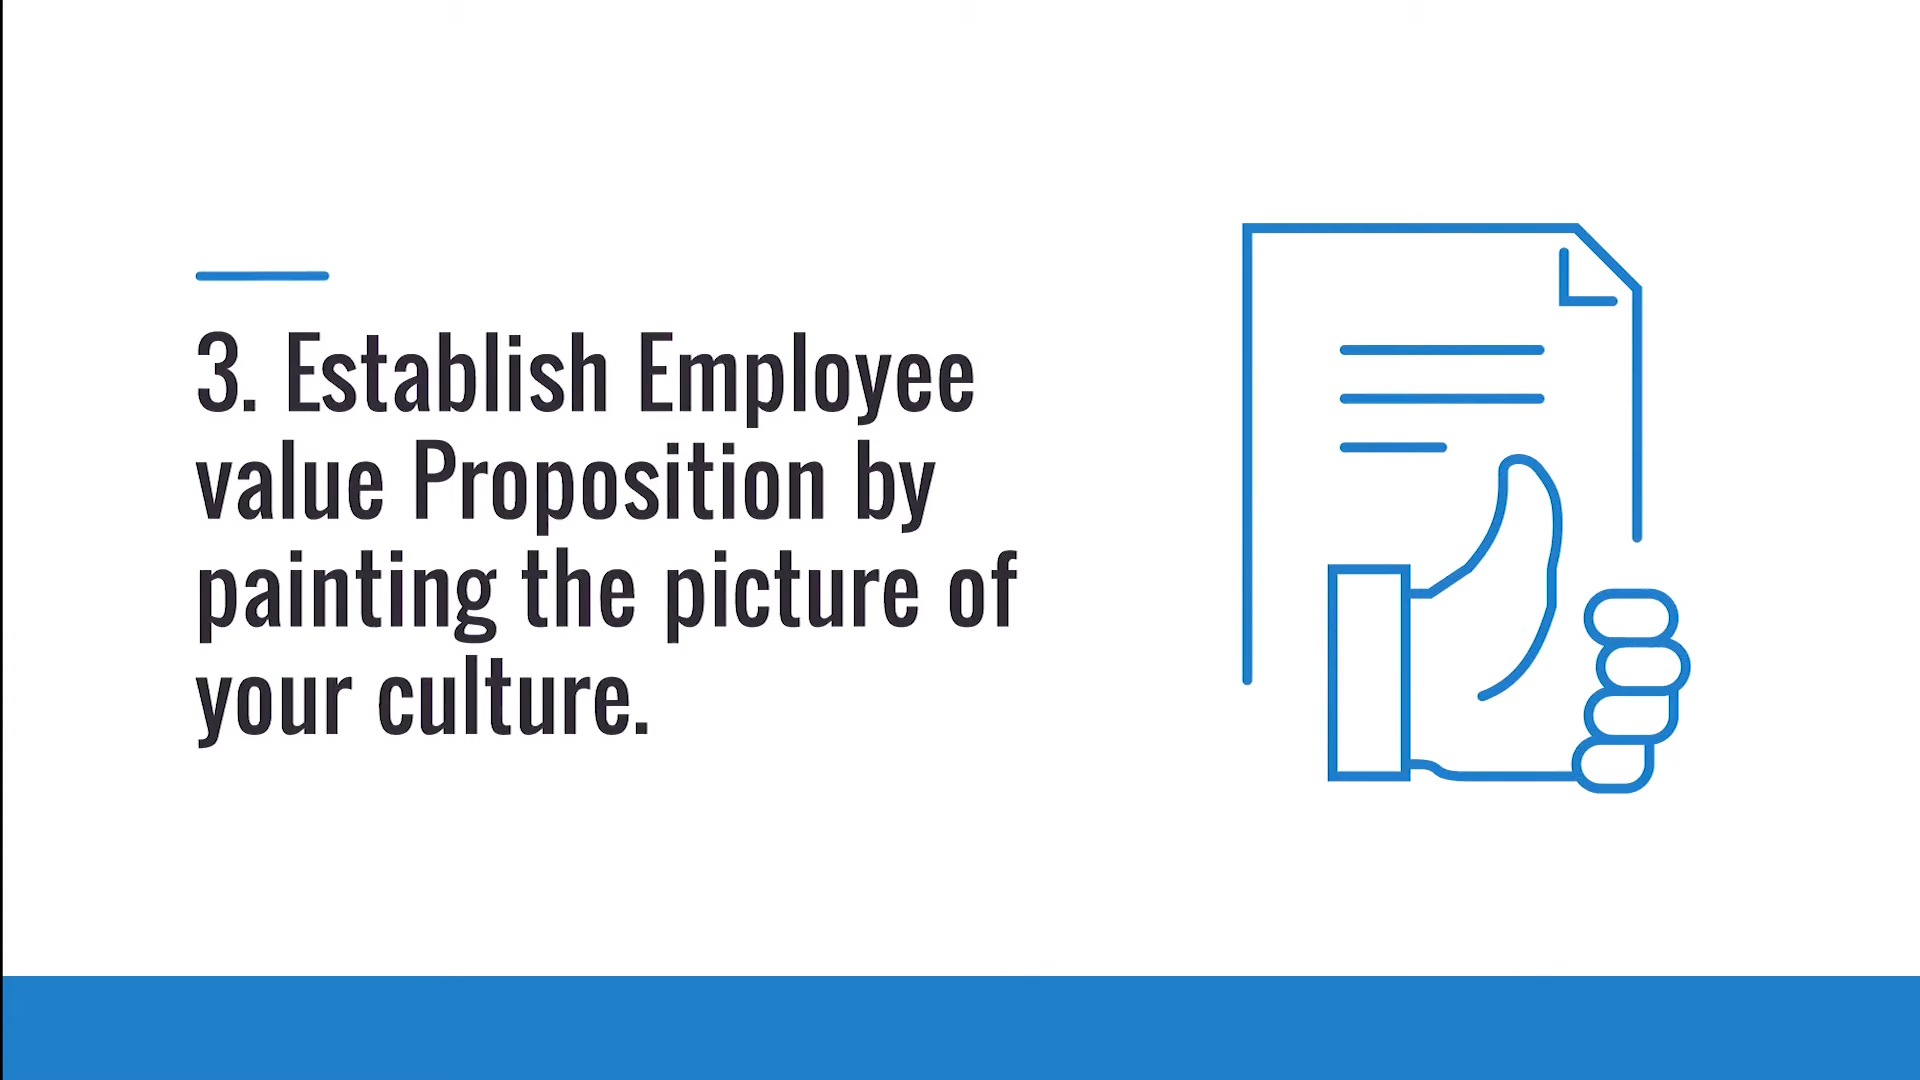 3. Establish Employee
value Proposition by
painting the picture of
your culture.